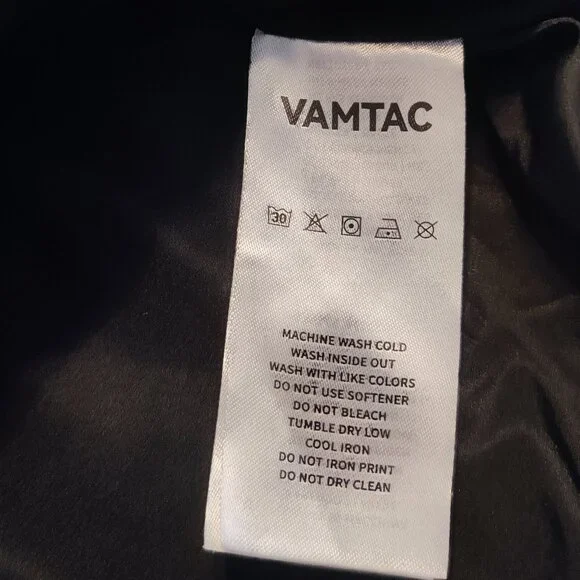 VAMTAC
30
MACHINE WASH COLD
WASH INSIDE OUT
WASH WITH LIKE COLORS
DO NOT USE SOFTENER
DO NOT BLEACH
TUMBLE DRY LOW
COOL IRON
DO NOT IRON PRINT
DO NOT DRY CLEAN